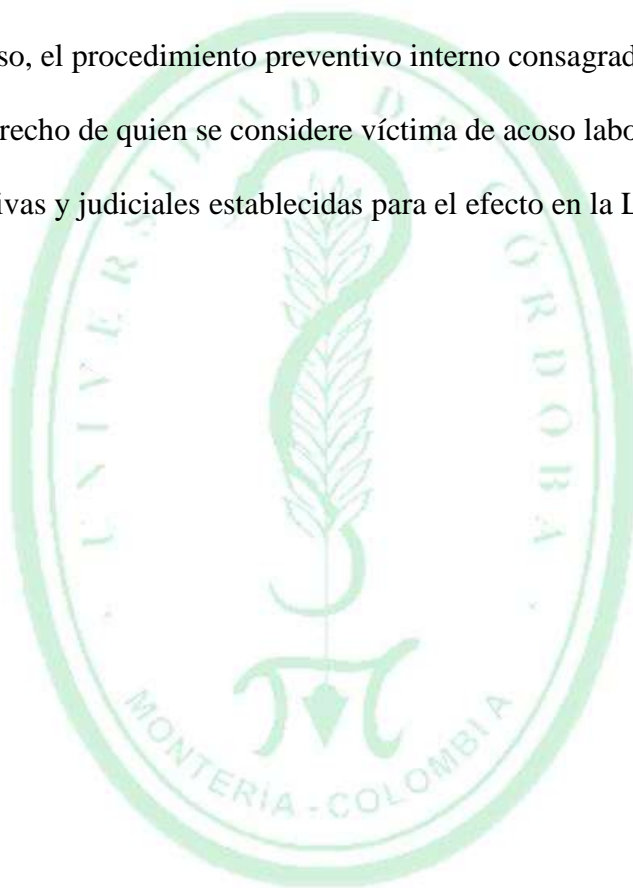 so, el procedimiento preventivo interno consagrad
recho de quien se considere víctima de acoso labo
ivas y judiciales establecidas para el efecto en la L
· UNIVERSIDAD DE CÓRDOBA ·
MONTERÍA - COLOMBIA